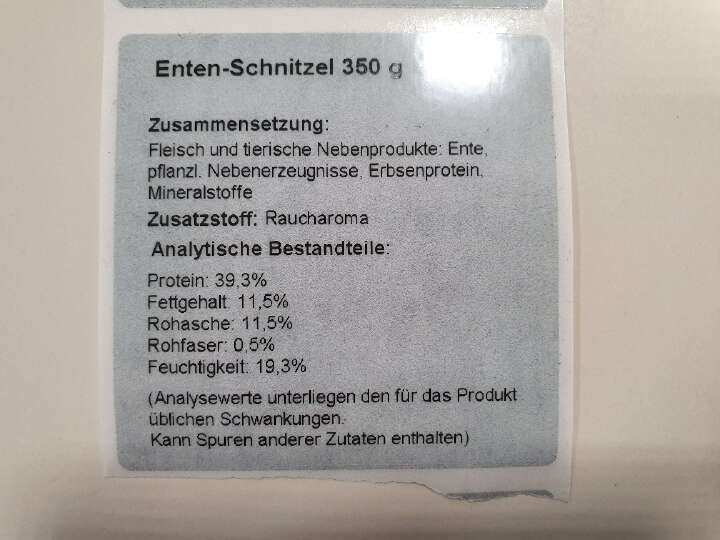 Enten-Schnitzel 350 g
Zusammensetzung:
Fleisch und tierische Nebenprodukte: Ente,
pflanzl. Nebenerzeugnisse, Erbsenprotein,
Mineralstoffe
Zusatzstoff: Raucharoma
Analytische Bestandteile:
Protein: 39,3%
Fettgehalt: 11,5%
Rohasche: 11,5%
Rohfaser: 0,5%
Feuchtigkeit: 19,3%
(Analysewerte unterliegen den für das Produkt
üblichen Schwankungen.
Kann Spuren anderer Zutaten enthalten)